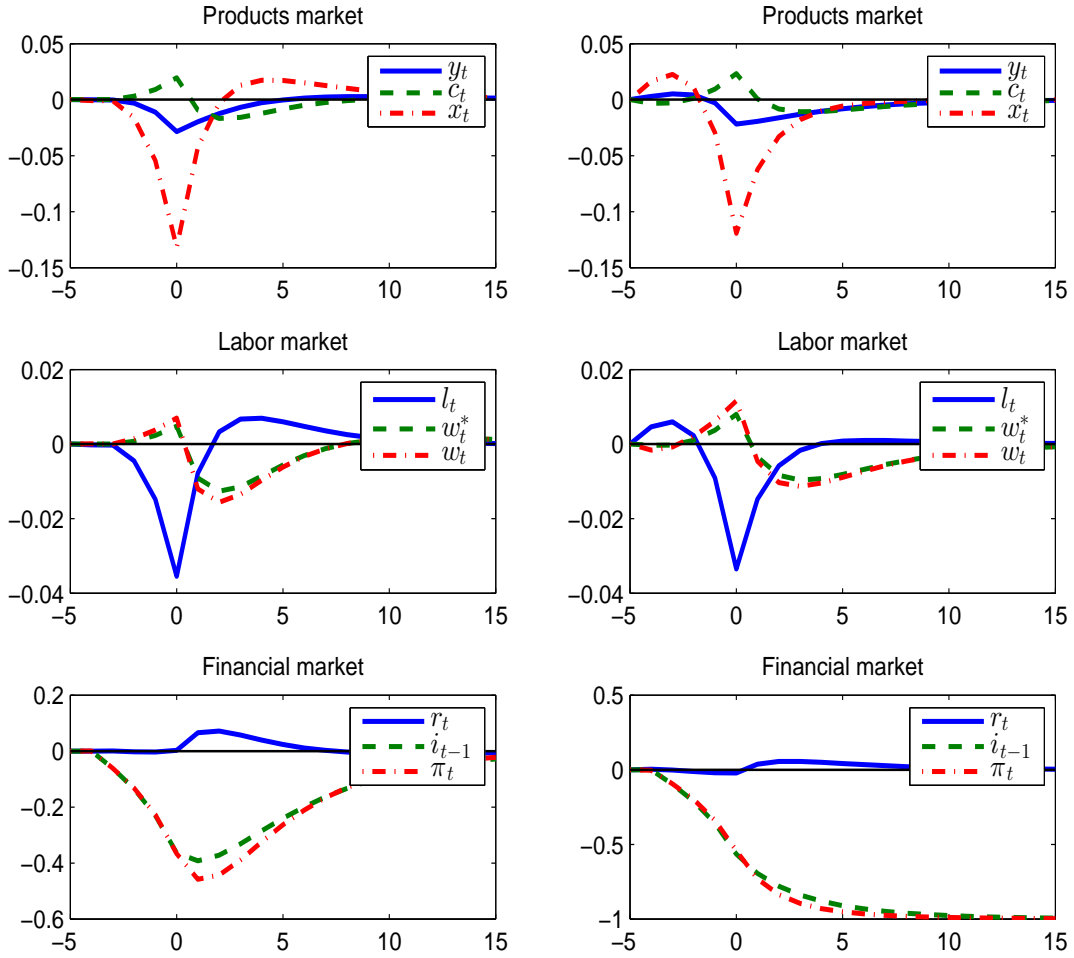 Products market
0.05
0
−0.05
−0.1
−0.15
−5 0 5 10 15
y_t
c_t
x_t
Products market
0.05
0
−0.05
−0.1
−0.15
−5 0 5 10 15
y_t
c_t
x_t
Labor market
0.02
0
−0.02
−0.04
−5 0 5 10 15
l_t
w_t^*
w_t
Labor market
0.02
0
−0.02
−0.04
−5 0 5 10 15
l_t
w_t^*
w_t
Financial market
0.2
0
−0.2
−0.4
−0.6
−5 0 5 10 15
r_t
i_{t−1}
π_t
Financial market
0.5
0
−0.5
−1
−5 0 5 10 15
r_t
i_{t−1}
π_t